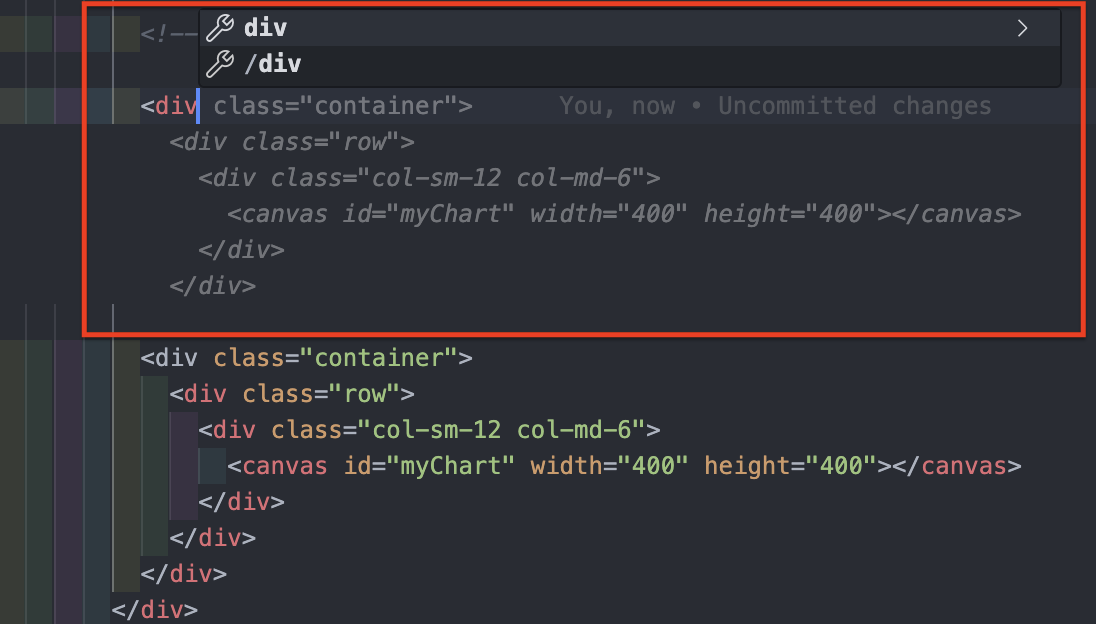 div
/div
<!--
<div class="container"> You, now • Uncommitted changes
<div class="row">
<div class="col-sm-12 col-md-6">
<canvas id="myChart" width="400" height="400"></canvas>
</div>
</div>
<div class="container">
<div class="row">
<div class="col-sm-12 col-md-6">
<canvas id="myChart" width="400" height="400"></canvas>
</div>
</div>
</div>
</div>